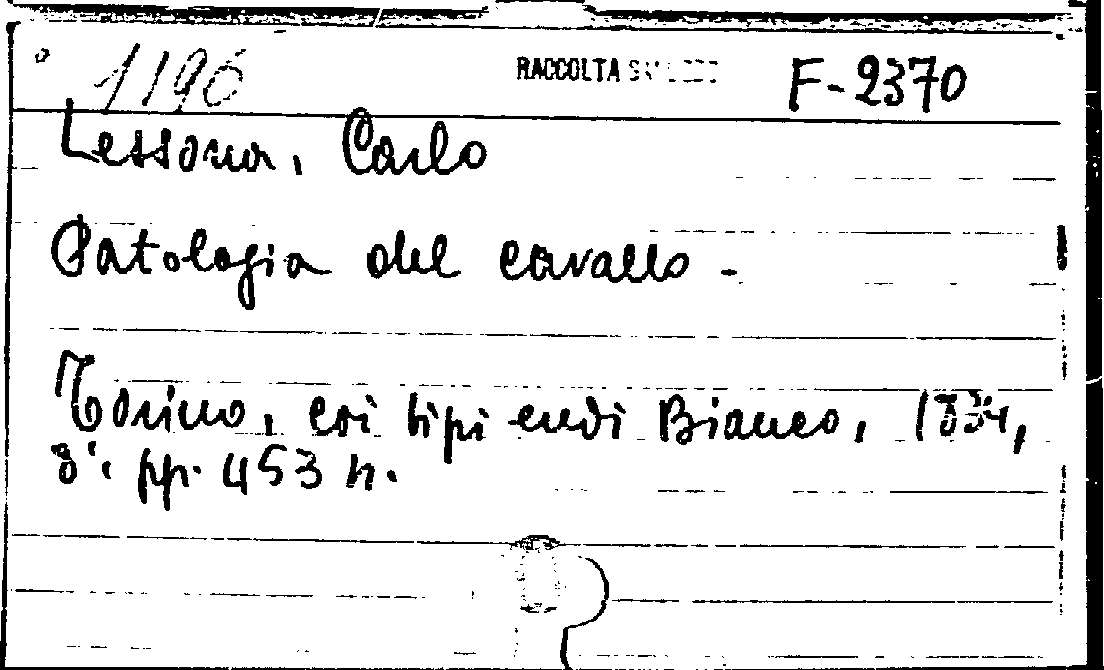 1196 RACCOLTA F-2370
Lessona, Carlo
Patologia del cavallo -
Torino, coi tipi eredi Bianco, 1834,
8°. pp. 453 n.